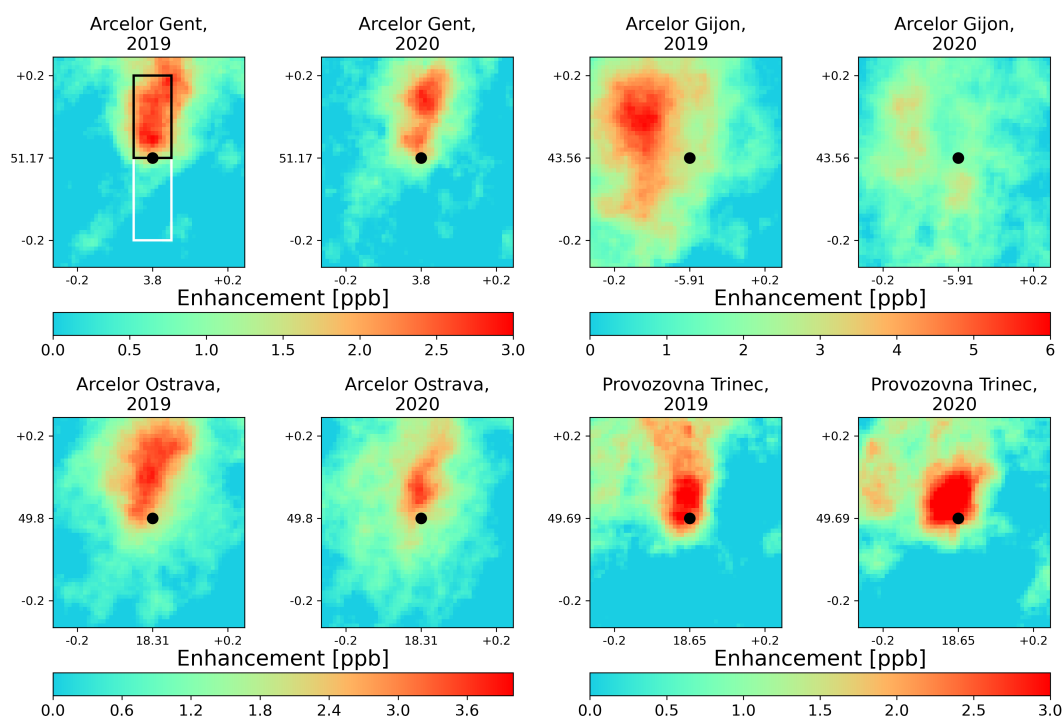 Arcelor Gent,
2019
Arcelor Gent,
2020
Arcelor Gijon,
2019
Arcelor Gijon,
2020
+0.2
51.17
-0.2
-0.2 3.8 +0.2
+0.2
51.17
-0.2
-0.2 3.8 +0.2
+0.2
43.56
-0.2
-0.2 -5.91 +0.2
+0.2
43.56
-0.2
-0.2 -5.91 +0.2
Enhancement [ppb]
0.0 0.5 1.0 1.5 2.0 2.5 3.0
Enhancement [ppb]
0 1 2 3 4 5 6
Arcelor Ostrava,
2019
Arcelor Ostrava,
2020
Provozovna Trinec,
2019
Provozovna Trinec,
2020
+0.2
49.8
-0.2
-0.2 18.31 +0.2
+0.2
49.8
-0.2
-0.2 18.31 +0.2
+0.2
49.69
-0.2
-0.2 18.65 +0.2
+0.2
49.69
-0.2
-0.2 18.65 +0.2
Enhancement [ppb]
0.0 0.6 1.2 1.8 2.4 3.0 3.6
Enhancement [ppb]
0.0 0.5 1.0 1.5 2.0 2.5 3.0